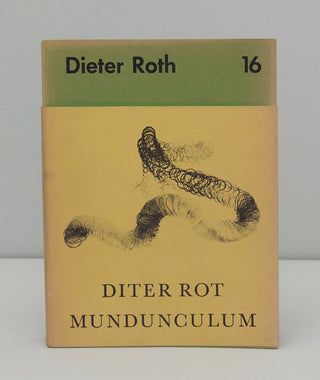 Dieter Roth 16
DITER ROT
MUNDUNCULUM